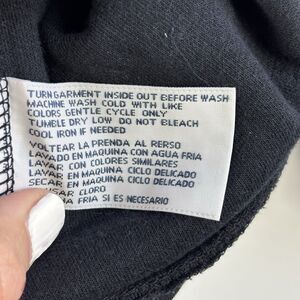 TURN GARMENT INSIDE OUT BEFORE WASH
MACHINE WASH COLD WITH LIKE
COLORS GENTLE CYCLE ONLY
TUMBLE DRY LOW DO NOT BLEACH
COOL IRON IF NEEDED
VOLTEAR LA PRENDA AL RERSO
LAVADO EN MAQUINA CON AGUA FRIA
LAVAR CON COLORES SIMILARES
LAVAR EN MAQUINA CICLO DELICADO
SECAR EN MAQUINA CICLO DELICADO
USAR CLORO
FRIA SI ES NECESARIO